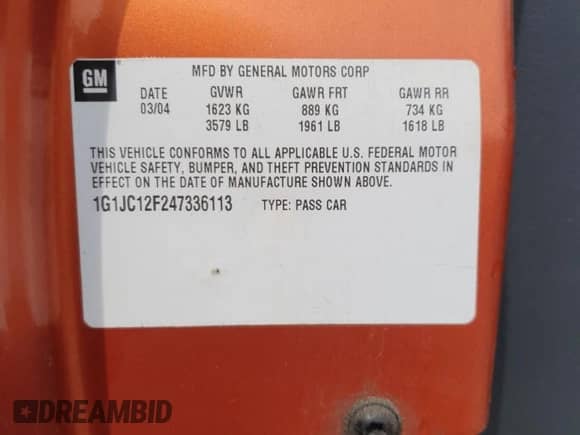 GM
MFD BY GENERAL MOTORS CORP
DATE GVWR GAWR FRT GAWR RR
03/04 1623 KG 889 KG 734 KG
3579 LB 1961 LB 1618 LB
THIS VEHICLE CONFORMS TO ALL APPLICABLE U.S. FEDERAL MOTOR
VEHICLE SAFETY, BUMPER, AND THEFT PREVENTION STANDARDS IN
EFFECT ON THE DATE OF MANUFACTURE SHOWN ABOVE.
1G1JC12F247336113 TYPE: PASS CAR
DREAMBID